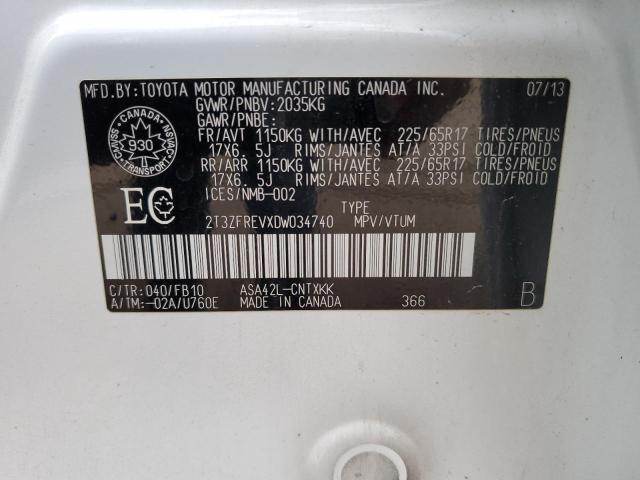 MFD.BY:TOYOTA MOTOR MANUFACTURING CANADA INC. 07/13
GVWR/PNBV:2035KG
GAWR/PNBE:
FR/AVT 1150KG WITH/AVEC 225/65R17 TIRES/PNEUS
17X6.5J RIMS/JANTES AT/A 33PSI COLD/FROID
RR/ARR 1150KG WITH/AVEC 225/65R17 TIRES/PNEUS
17X6.5J RIMS/JANTES AT/A 33PSI COLD/FROID
ICES/NMB-002
CANADA
930
TRANSPORT
CMVSS
NSVAC
EC
TYPE
2T3ZFREVXDW034740 MPV/VTUM
C/TR:040/FB10 ASA42L-CNTXKK
A/TM:-02A/U760E MADE IN CANADA 366 B